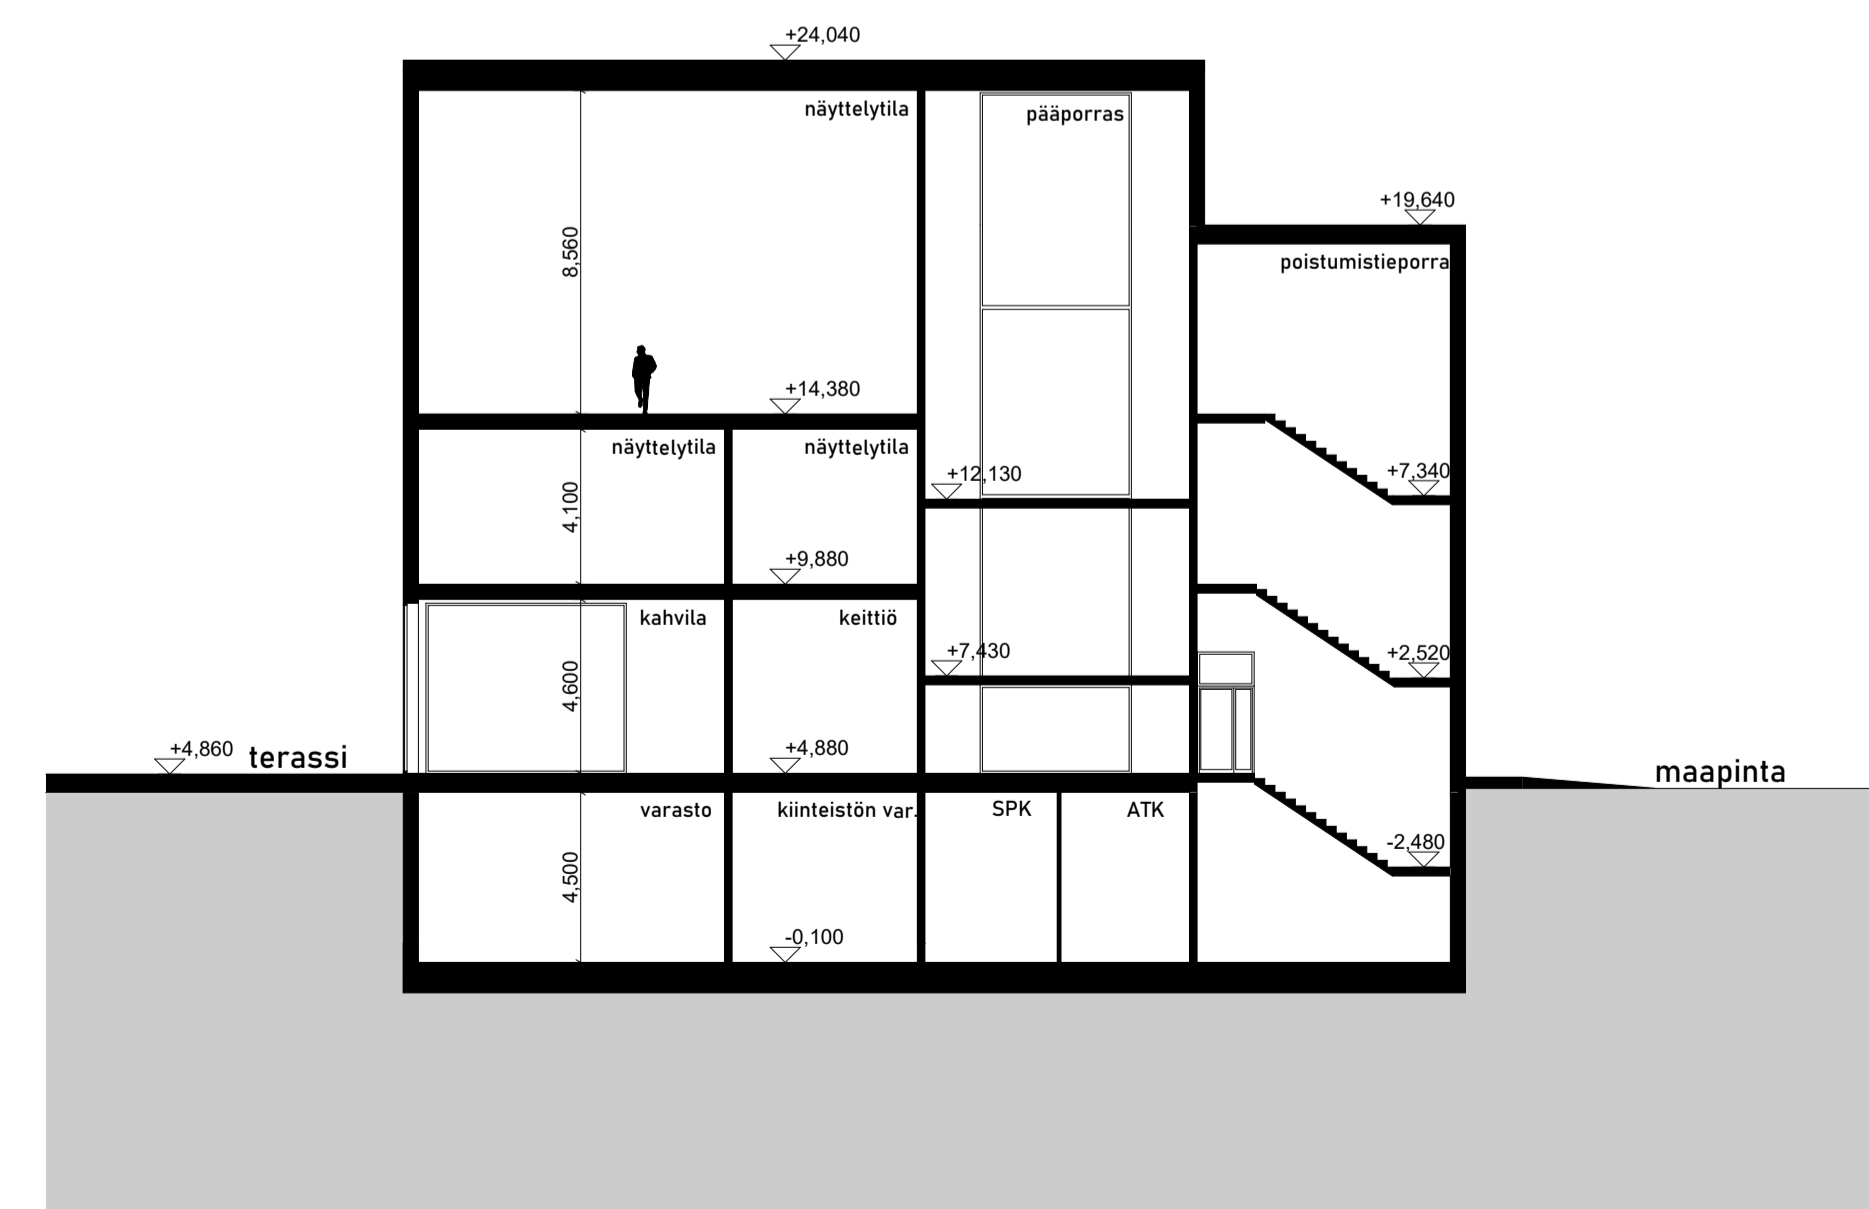 +24,040
näyttelytila
pääporras
+19,640
poistumistieporra
8,560
+14,380
näyttelytila
näyttelytila
+12,130
+7,340
4,100
+9,880
kahvila
keittiö
+7,430
+2,520
4,600
+4,860
terassi
+4,880
maapinta
varasto
kiinteistön var.
SPK
ATK
-2,480
4,500
-0,100